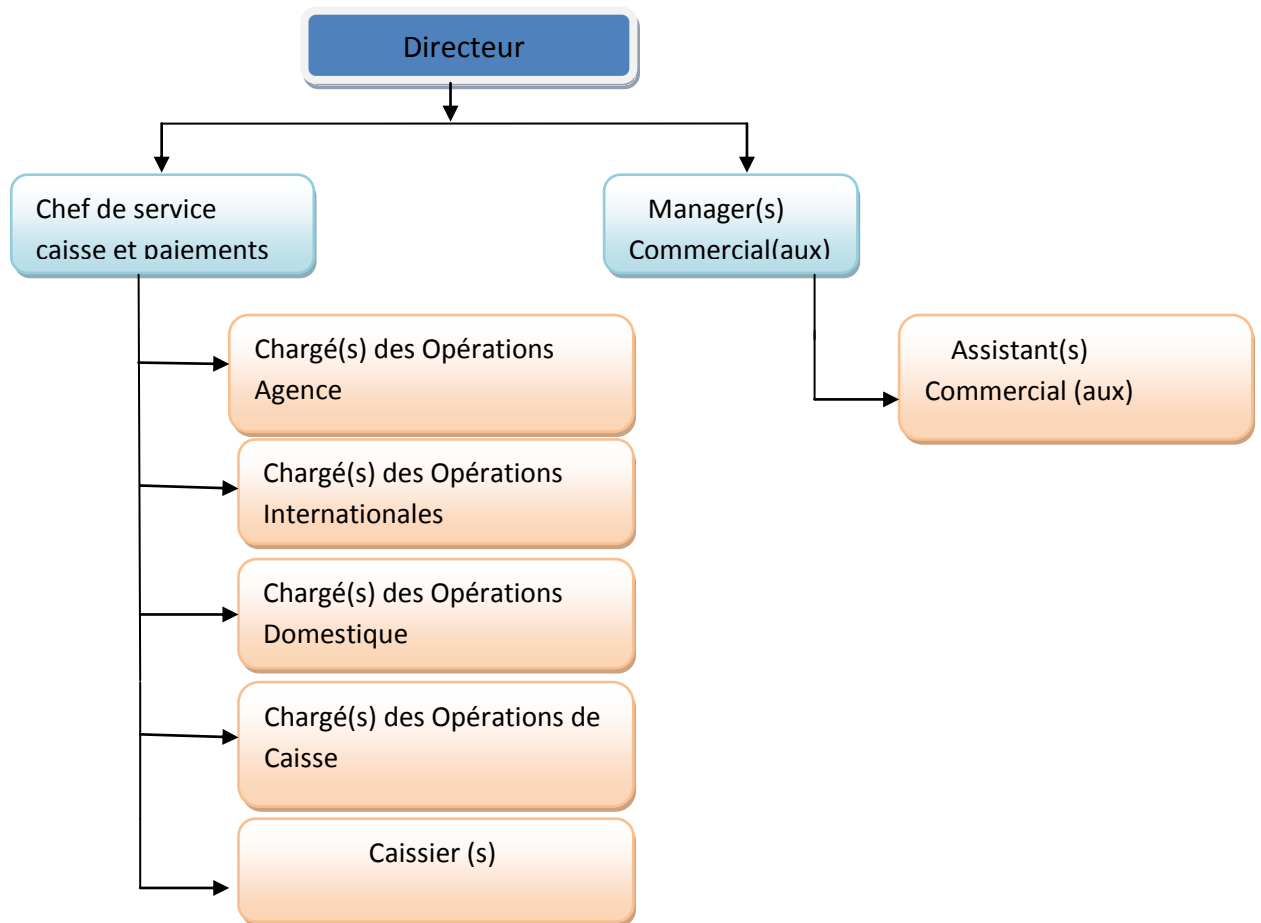 Directeur
Chef de service
caisse et paiements
Manager(s)
Commercial(aux)
Chargé(s) des Opérations
Agence
Assistant(s)
Commercial (aux)
Chargé(s) des Opérations
Internationales
Chargé(s) des Opérations
Domestique
Chargé(s) des Opérations de
Caisse
Caissier (s)